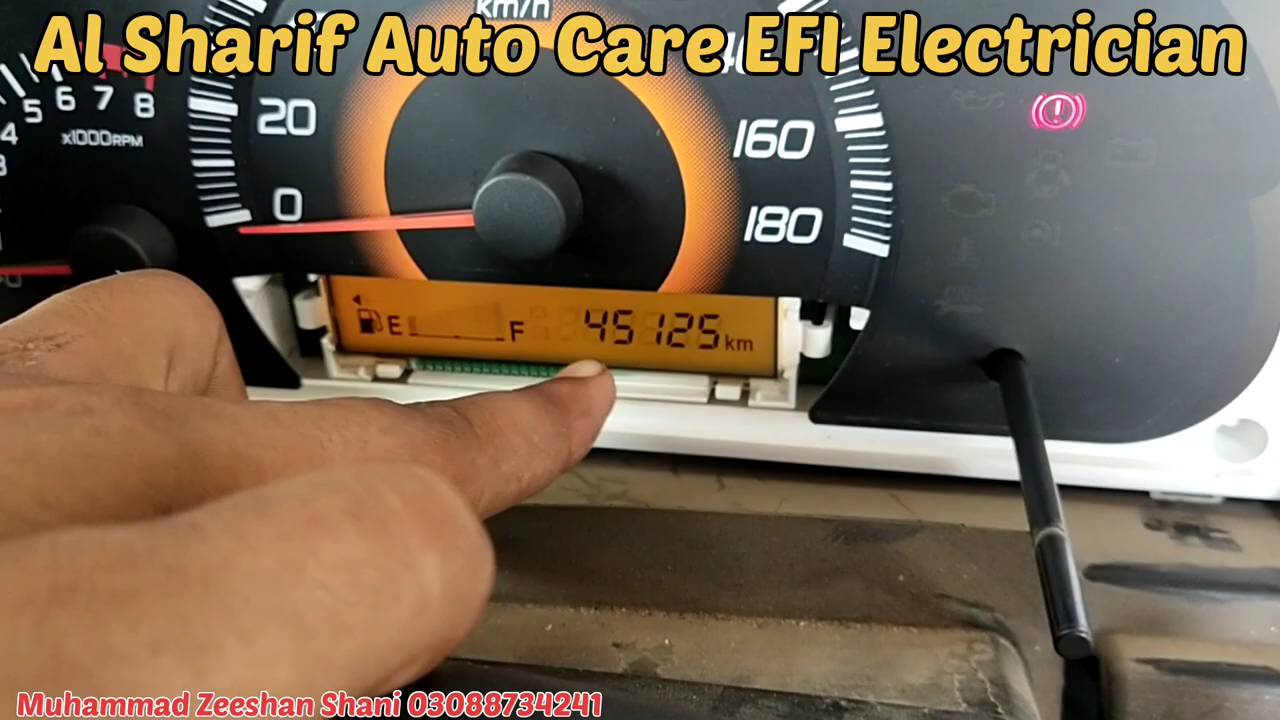 km/h
Al Sharif Auto Care EFI Electrician
4 5 6 7 8
x1000RPM
20
0
160
180
E F 45125 km
Muhammad Zeeshan Shani 03088734241